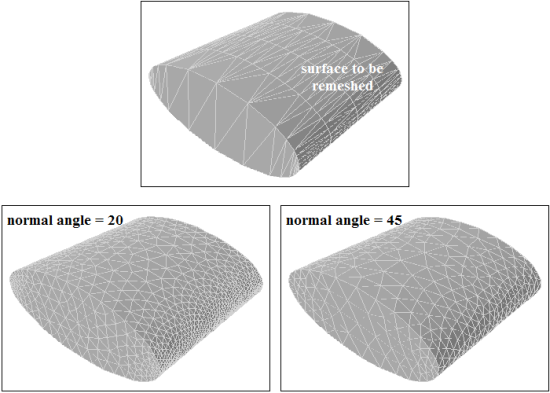 surface to be
remeshed
normal angle = 20
normal angle = 45